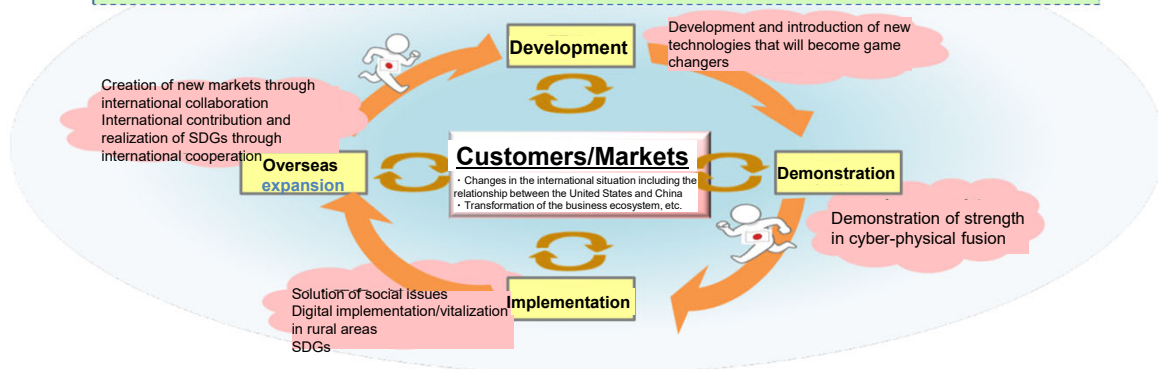 Development
Development and introduction of new
technologies that will become game
changers
Creation of new markets through
international collaboration
International contribution and
realization of SDGs through
international cooperation
Overseas
expansion
Customers/Markets
・Changes in the international situation including the
relationship between the United States and China
・Transformation of the business ecosystem, etc.
Demonstration
Demonstration of strength
in cyber-physical fusion
Solution of social issues
Digital implementation/vitalization
in rural areas
SDGs
Implementation